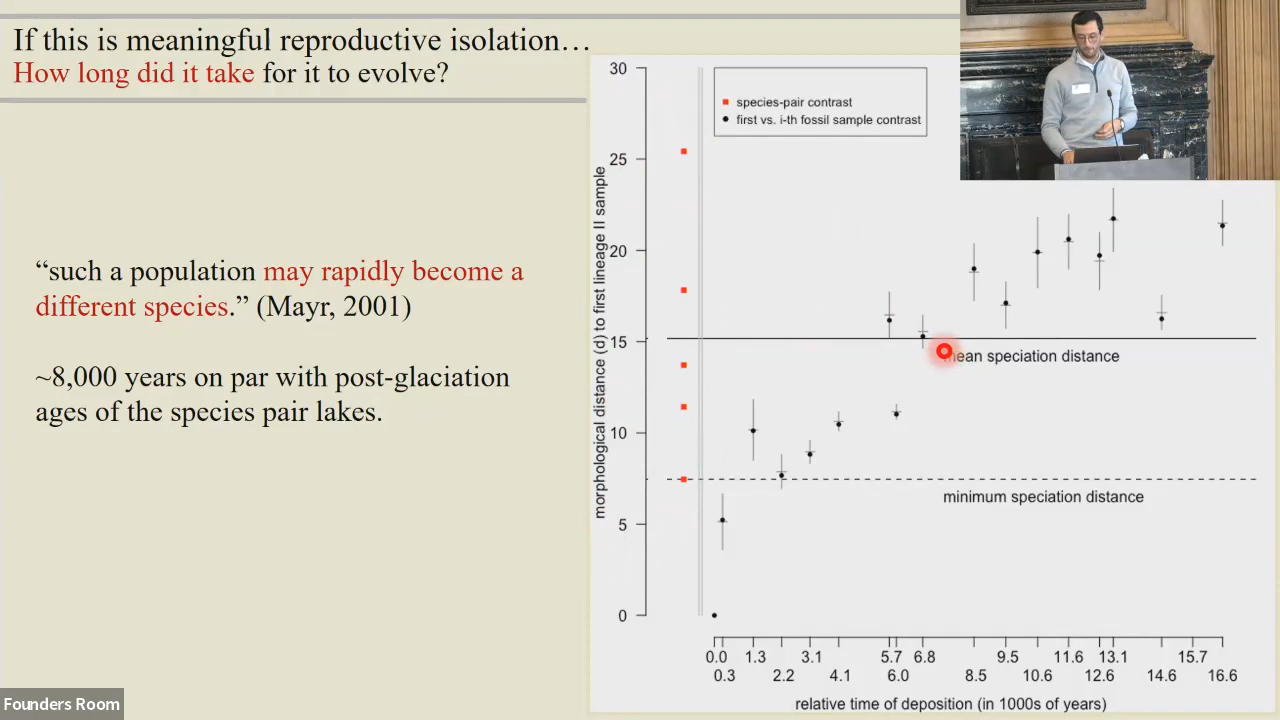 If this is meaningful reproductive isolation…
How long did it take for it to evolve?
“such a population may rapidly become a
different species.” (Mayr, 2001)
~8,000 years on par with post-glaciation
ages of the species pair lakes.
species-pair contrast
first vs. i-th fossil sample contrast
morphological distance (d) to first lineage II sample
30
25
20
15
10
5
0
mean speciation distance
minimum speciation distance
0.0 1.3 3.1 5.7 6.8 9.5 11.6 13.1 15.7
0.3 2.2 4.1 6.0 8.5 10.6 12.6 14.6 16.6
relative time of deposition (in 1000s of years)
Founders Room